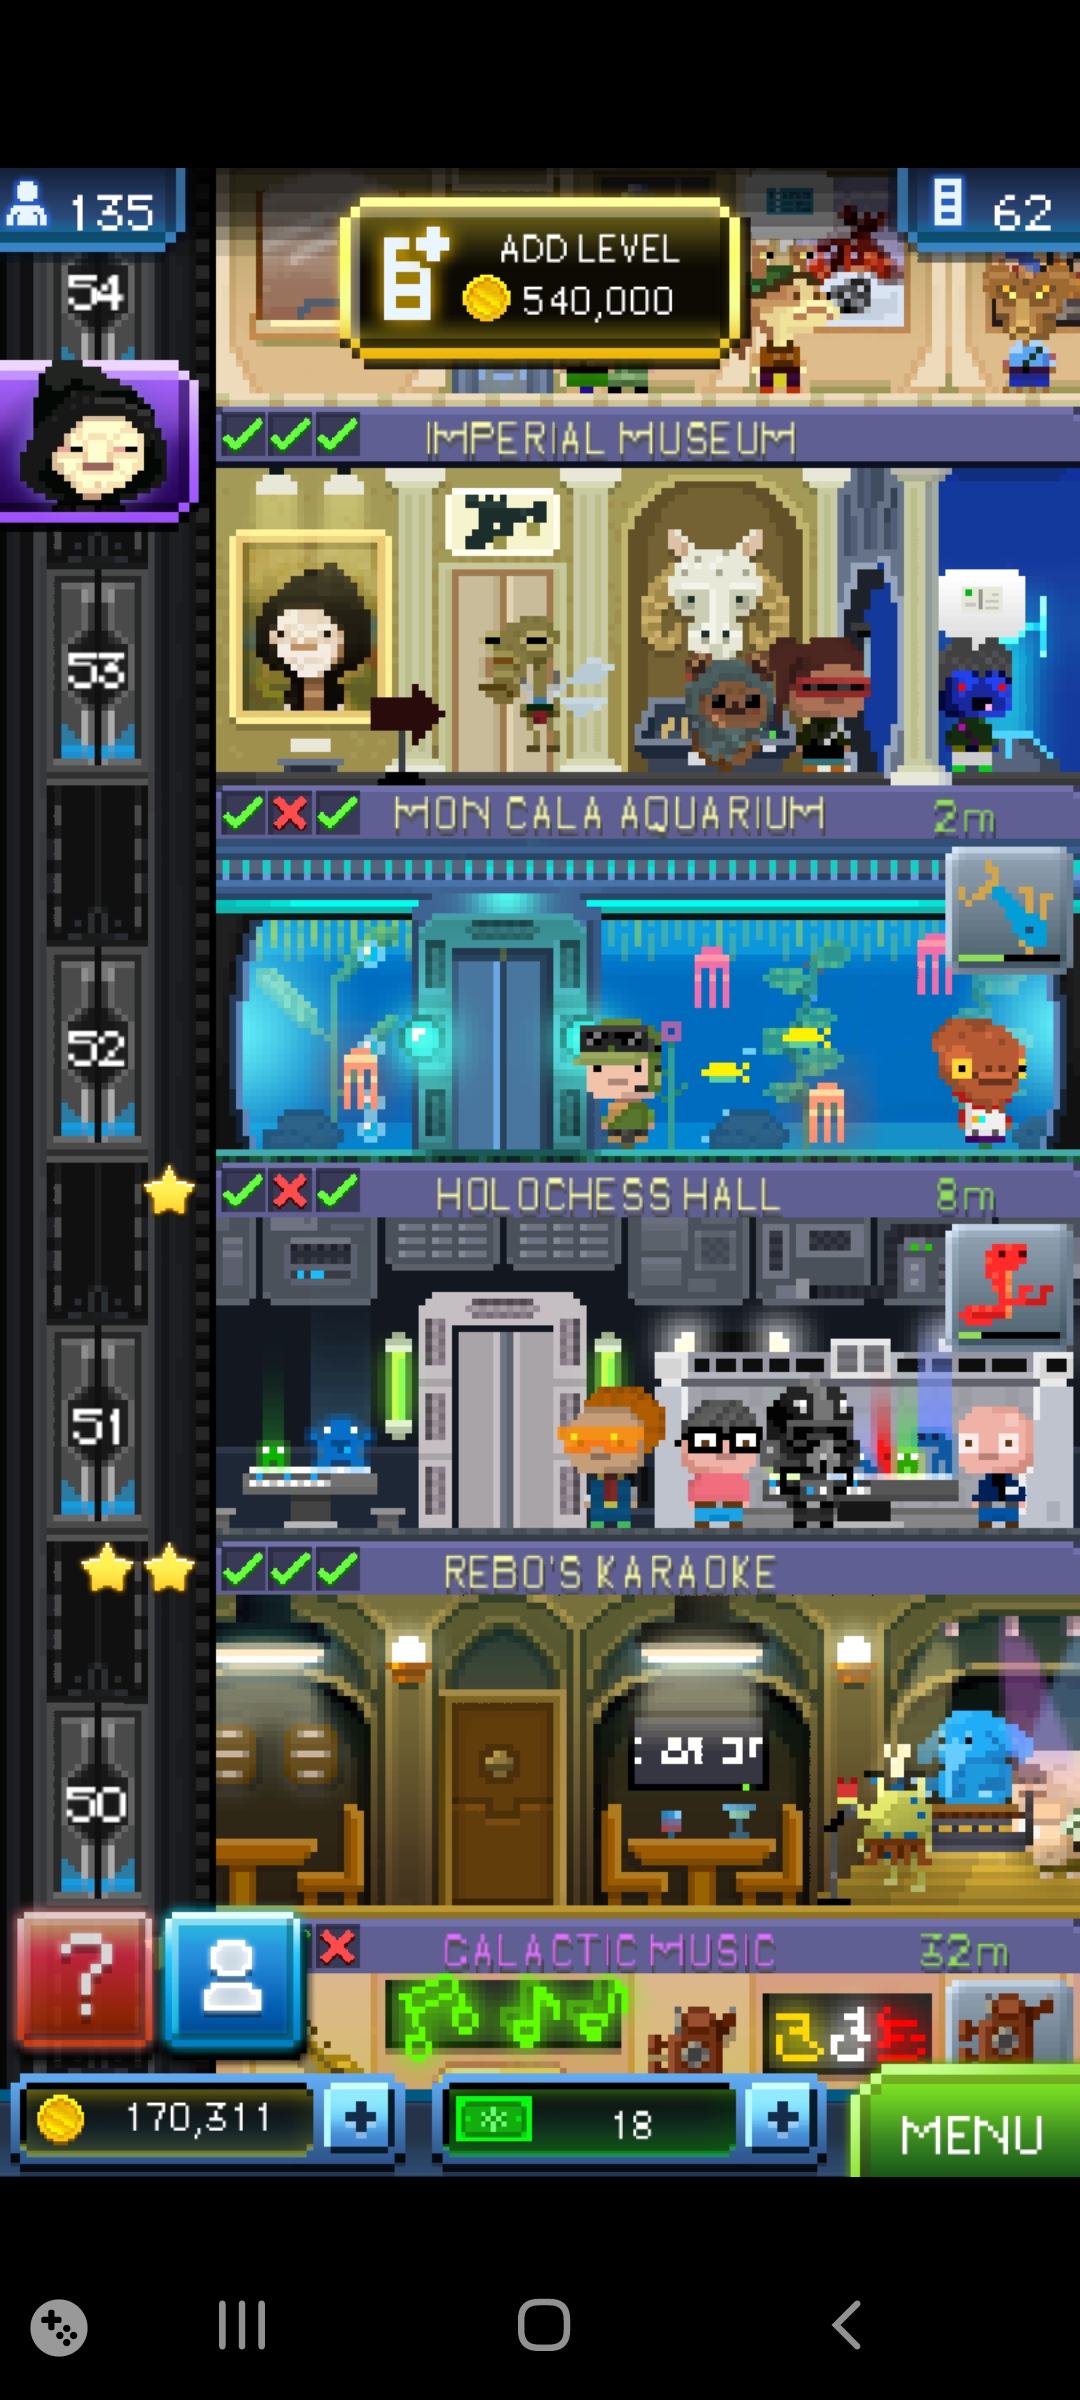 135
62
ADD LEVEL
540,000
54
IMPERIAL MUSEUM
53
MON CALA AQUARIUM 2m
52
HOLOCHESS HALL 8m
51
REBO'S KARAOKE
50
GALACTIC MUSIC 32m
?
170,311
+
18
+
MENU